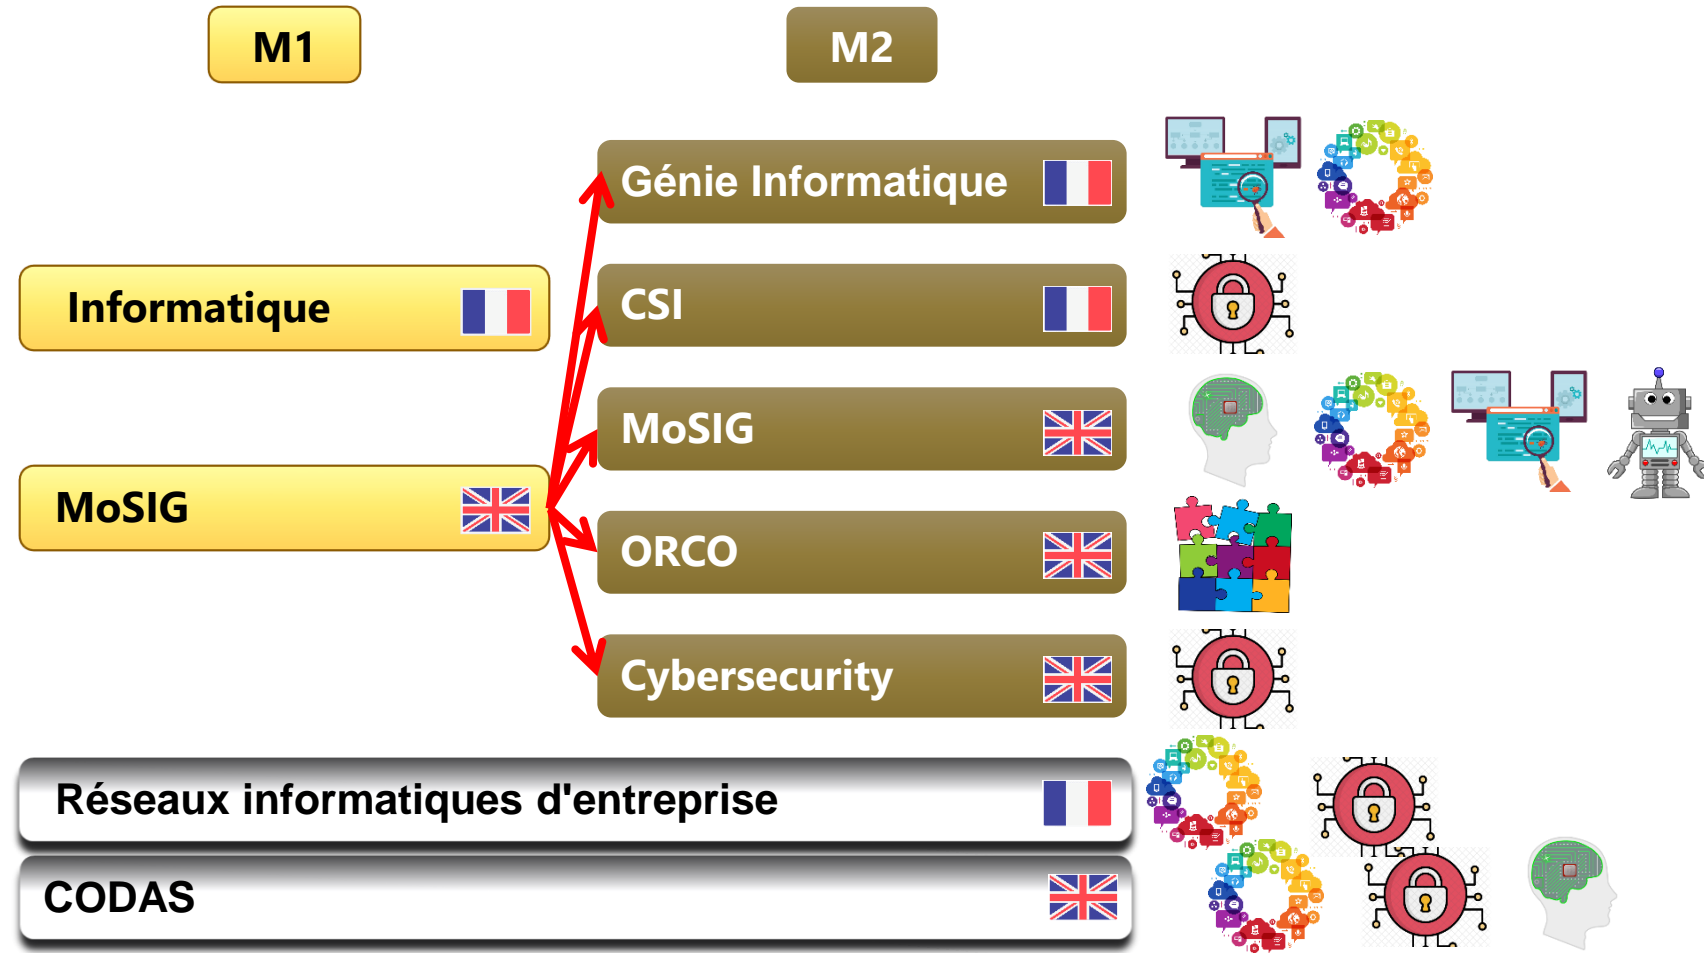 M1
M2
Génie Informatique
Informatique
CSI
MoSIG
MoSIG
ORCO
Cybersecurity
Réseaux informatiques d'entreprise
CODAS